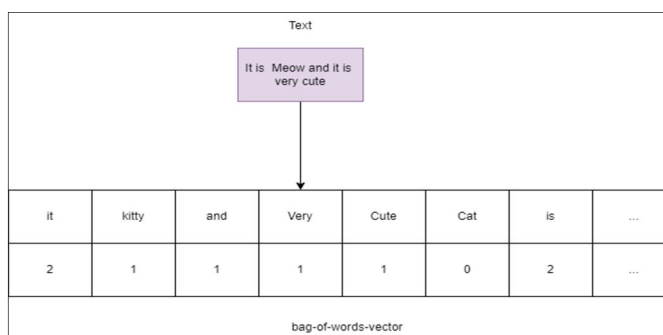 Text
It is Meow and it is
very cute
it kitty and Very Cute Cat is ...
2 1 1 1 1 0 2 ...
bag-of-words-vector